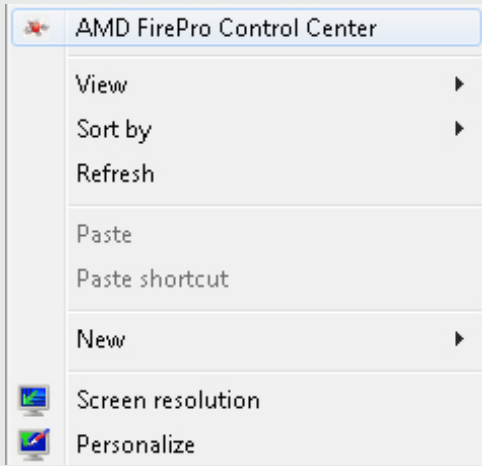 AMD FirePro Control Center
View
Sort by
Refresh
Paste
Paste shortcut
New
Screen resolution
Personalize